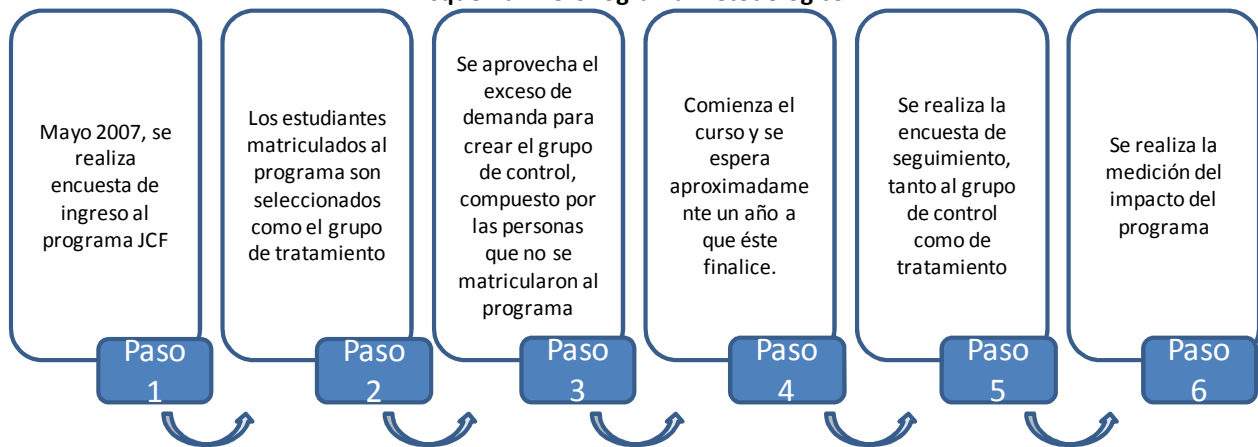 Mayo 2007, se
realiza
encuesta de
ingreso al
programa JCF
Paso
1
Los estudiantes
matriculados al
programa son
seleccionados
como el grupo
de tratamiento
Paso
2
Se aprovecha el
exceso de
demanda para
crear el grupo
de control,
compuesto por
las personas
que no se
matricularon al
programa
Paso
3
Comienza el
curso y se
espera
aproximadame
nte un año a
que éste
finalice.
Paso
4
Se realiza la
encuesta de
seguimiento,
tanto al grupo
de control
como de
tratamiento
Paso
5
Se realiza la
medición del
impacto del
programa
Paso
6